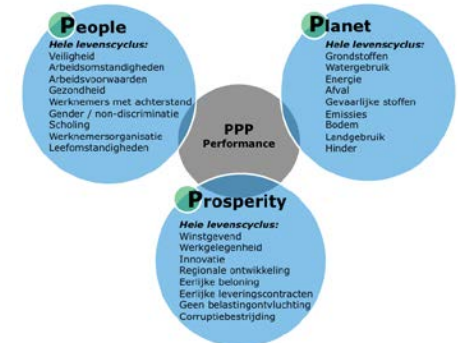 People
Hele levenscyclus:
Veiligheid
Arbeidsomstandigheden
Arbeidsvoorwaarden
Gezondheid
Werknemers met achterstand
Gender / non-discriminatie
Scholing
Werknemersorganisatie
Leefomstandigheden
Planet
Hele levenscyclus:
Grondstoffen
Watergebruik
Energie
Afval
Gevaarlijke stoffen
Emissies
Bodem
Landgebruik
Hinder
PPP
Performance
Prosperity
Hele levenscyclus:
Winstgevend
Werkgelegenheid
Innovatie
Regionale ontwikkeling
Eerlijke beloning
Eerlijke leveringscontracten
Geen belastingontvluchting
Corruptiebestrijding